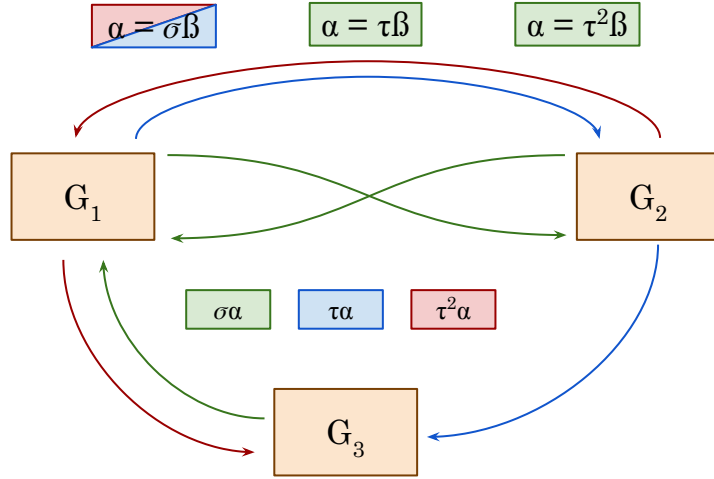 α = σß
α = τß
α = τ²ß
G₁
G₂
σα
τα
τ²α
G₃